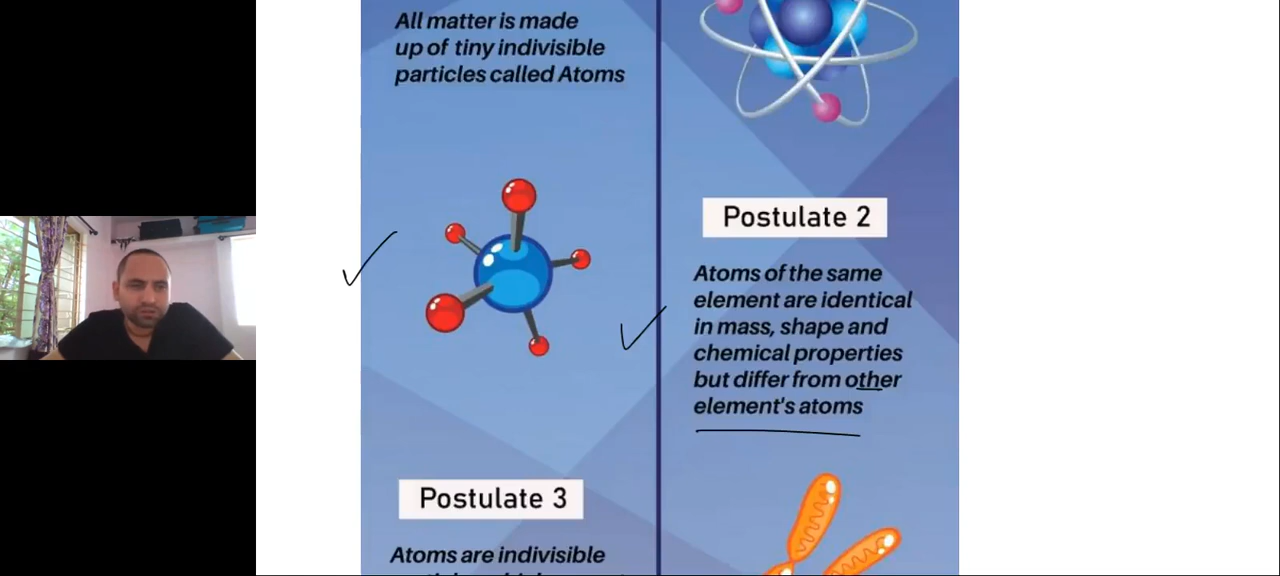 All matter is made
up of tiny indivisible
particles called Atoms
Postulate 2
Atoms of the same
element are identical
in mass, shape and
chemical properties
but differ from other
element's atoms
Postulate 3
Atoms are indivisible